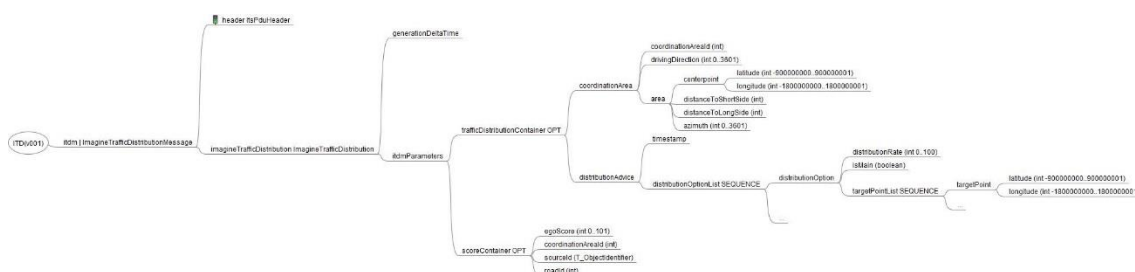 header ItsPduHeader
generationDeltaTime
coordinationAreaId (int)
drivingDirection (int 0..3601)
latitude (int -900000000..900000001)
canterpoint
longitude (int -1800000000..1800000001)
coordinationArea
area
distanceToShortSide (int)
distanceToLongSide (int)
azimuth (int 0..3601)
trafficDistributionContainer OPT
timestamp
ITD(v001)
itdm | ImagineTrafficDistributionMessage
imagineTrafficDistribution ImagineTrafficDistribution
itdmParameters
distributionAdvice
distributionRate (int 0..100)
isMain (boolean)
distributionOption
distributionOptionList SEQUENCE
latitude (int -900000000..900000001)
targetPoint
targetPointList SEQUENCE
longitude (int -1800000000..1800000001)
...
...
egoScore (int 0..101)
coordinationAreaId (int)
scoreContainer OPT
sourceId (T_ObjectIdentifier)
roadId (int)